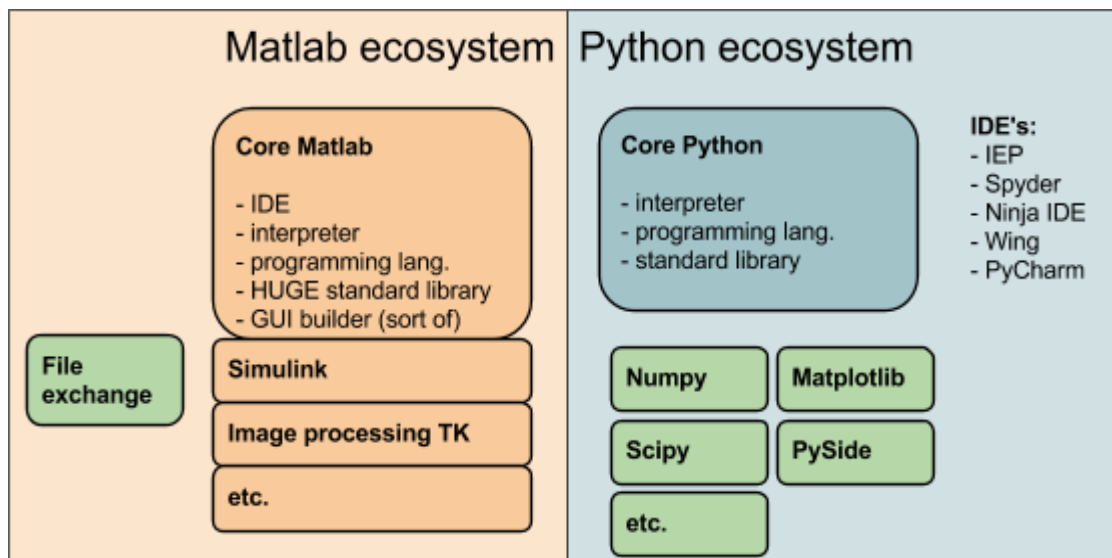 Matlab ecosystem
Core Matlab
- IDE
- interpreter
- programming lang.
- HUGE standard library
- GUI builder (sort of)
File
exchange
Simulink
Image processing TK
etc.
Python ecosystem
Core Python
- interpreter
- programming lang.
- standard library
IDE's:
- IEP
- Spyder
- Ninja IDE
- Wing
- PyCharm
Numpy
Matplotlib
Scipy
PySide
etc.